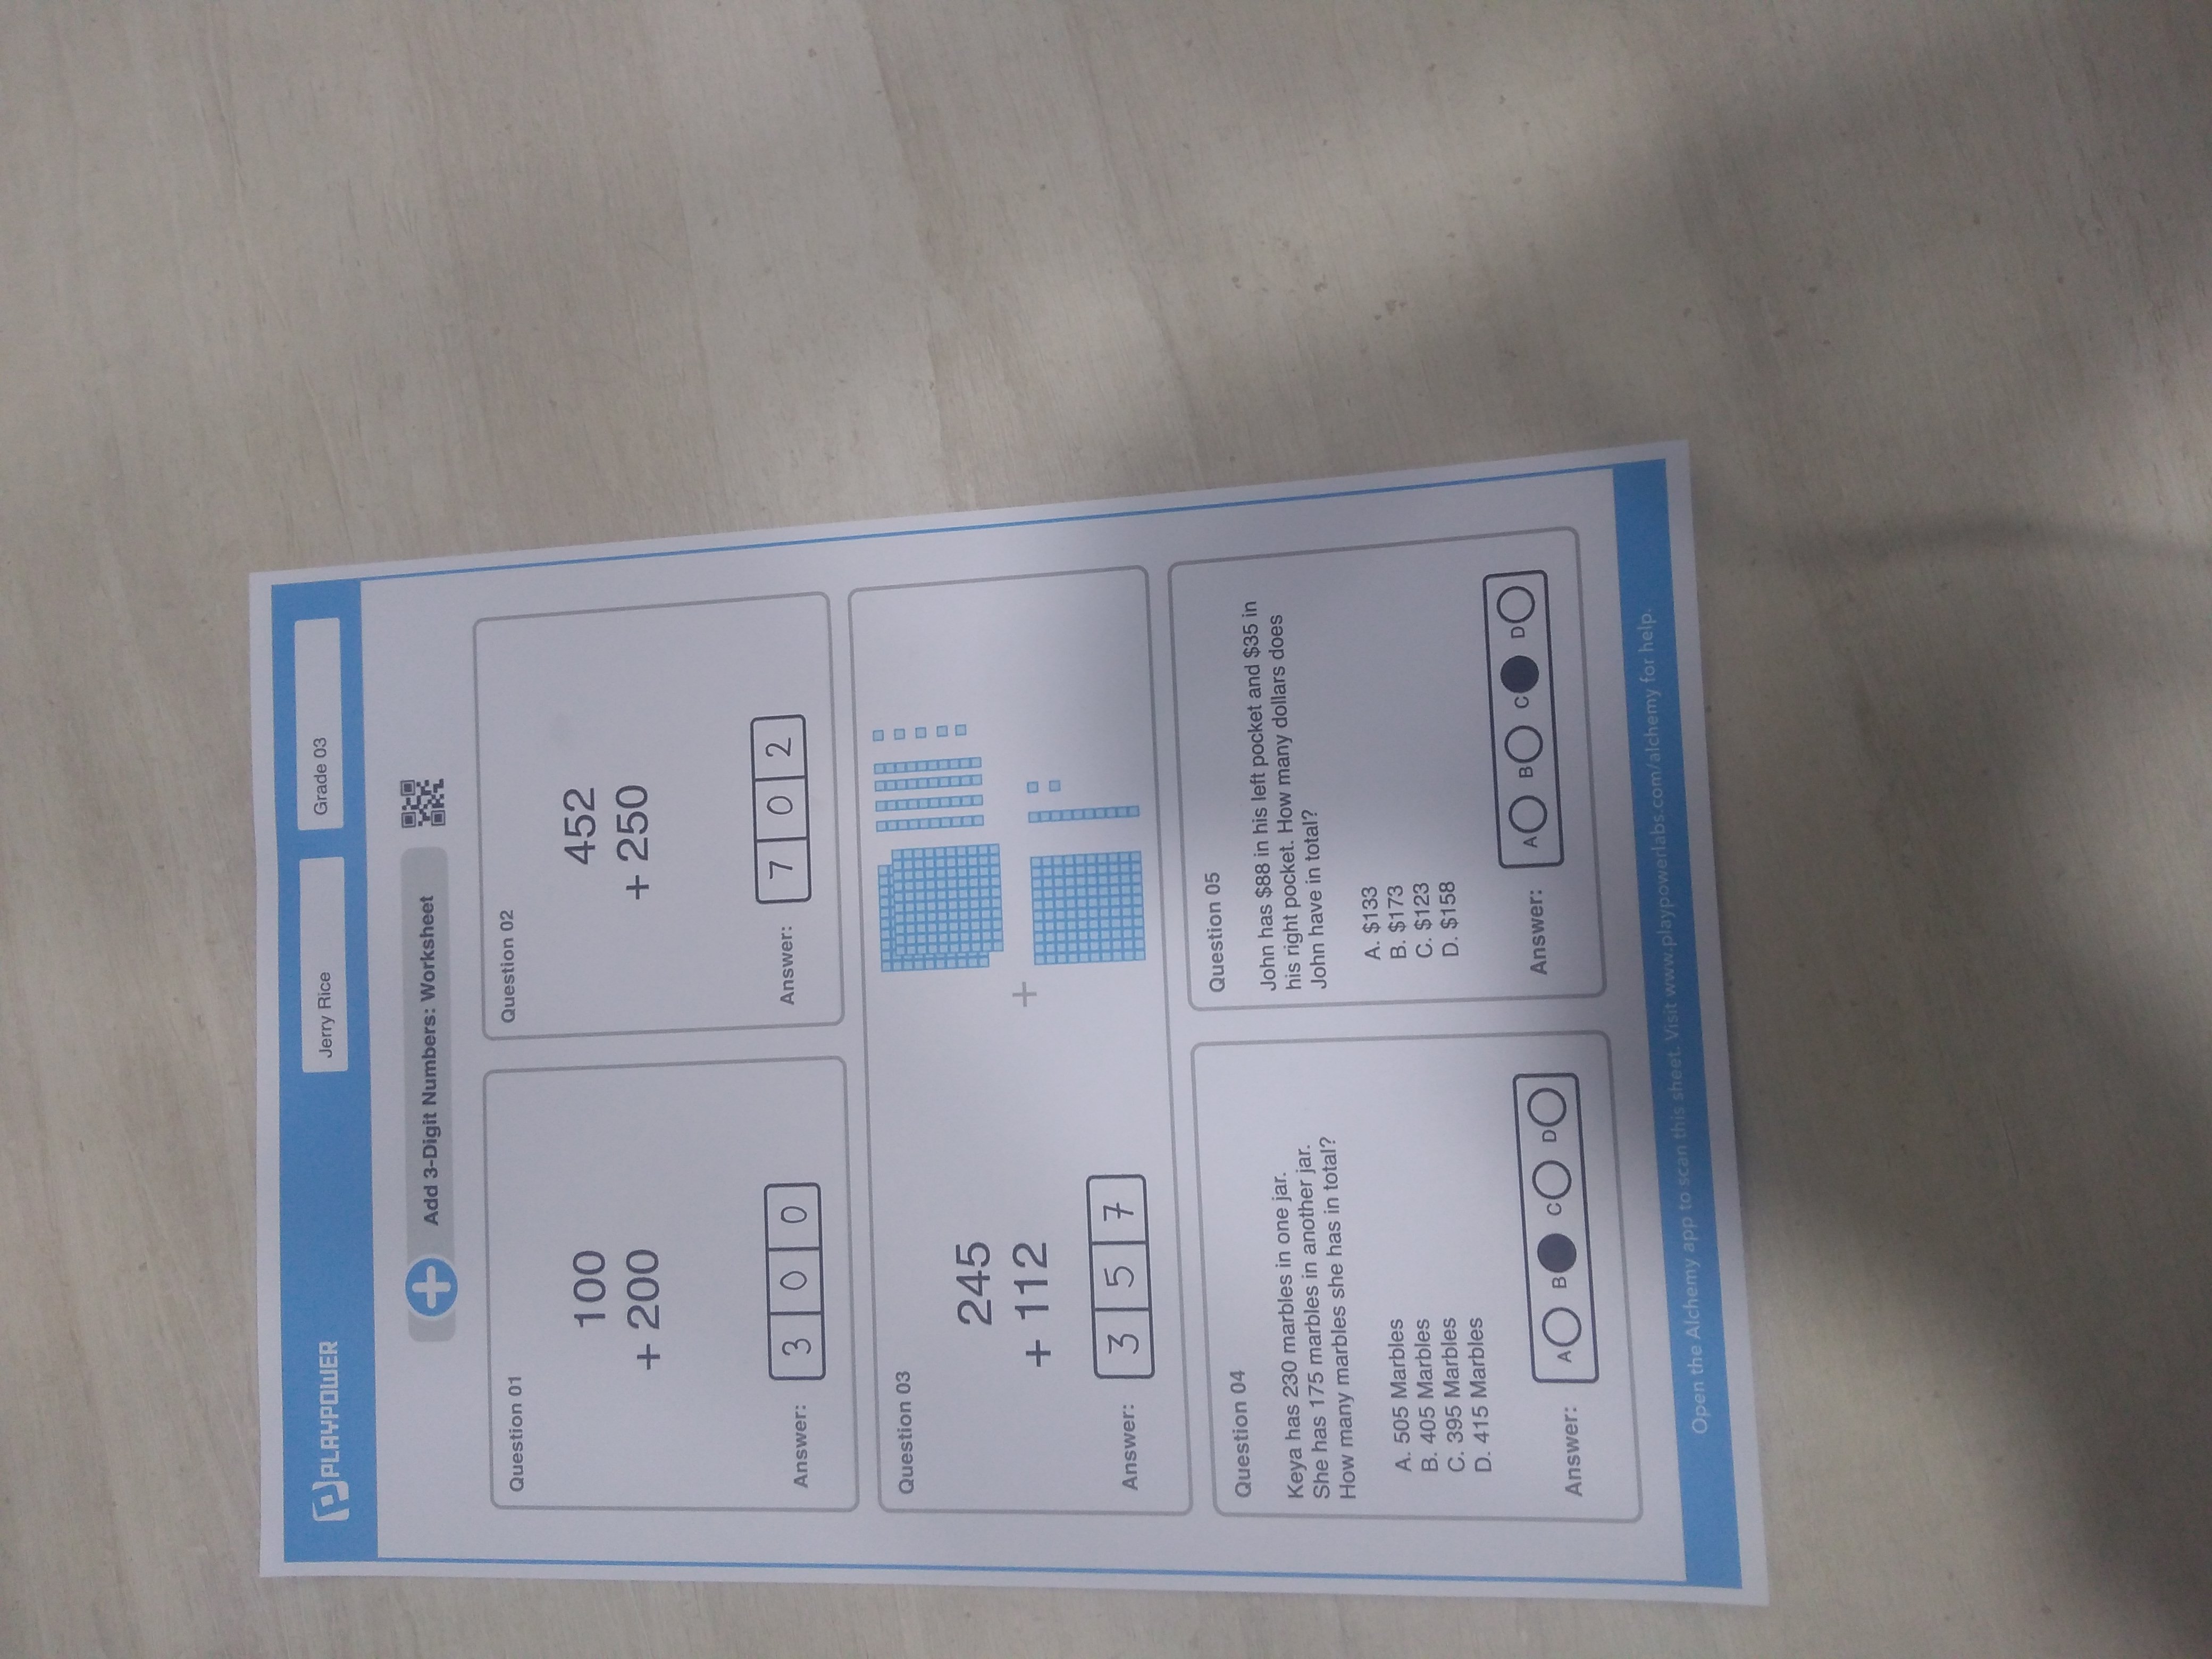 PLAYPOWER
Jerry Rice
Grade 03
Add 3-Digit Numbers: Worksheet
Question 01
100
+ 200
Answer: 3 0 0
Question 02
452
+ 250
Answer: 7 0 2
Question 03
245
+ 112
+
Answer: 3 5 7
Question 04
Keya has 230 marbles in one jar.
She has 175 marbles in another jar.
How many marbles she has in total?
A. 505 Marbles
B. 405 Marbles
C. 395 Marbles
D. 415 Marbles
Answer: A B C D
Question 05
John has $88 in his left pocket and $35 in
his right pocket. How many dollars does
John have in total?
A. $133
B. $173
C. $123
D. $158
Answer: A B C D
Open the Alchemy app to scan this sheet. Visit www.playpowerlabs.com/alchemy for help.